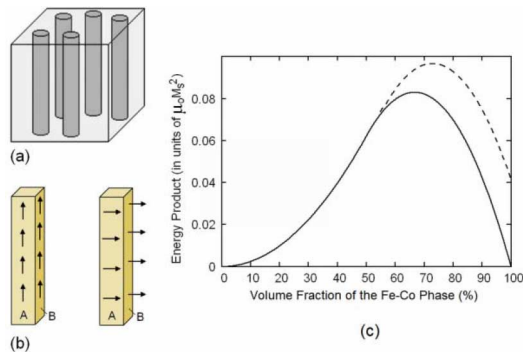 (a)
A
B
A
B
(b)
Energy Product (in units of μ₀Mₛ²)
0.08
0.06
0.04
0.02
0
0 10 20 30 40 50 60 70 80 90 100
Volume Fraction of the Fe-Co Phase (%)
(c)